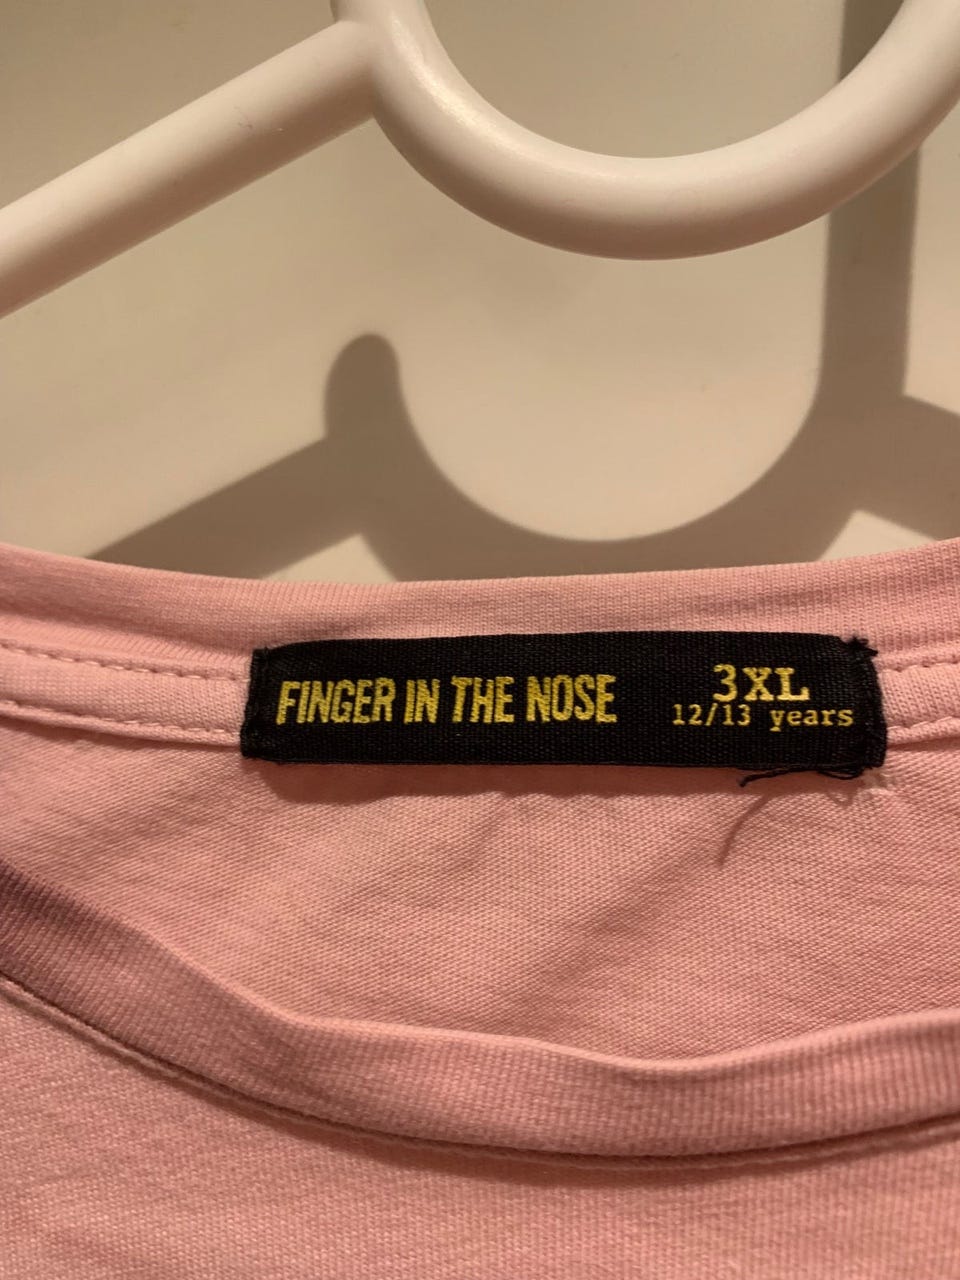 FINGER IN THE NOSE
3XL
12/13 years